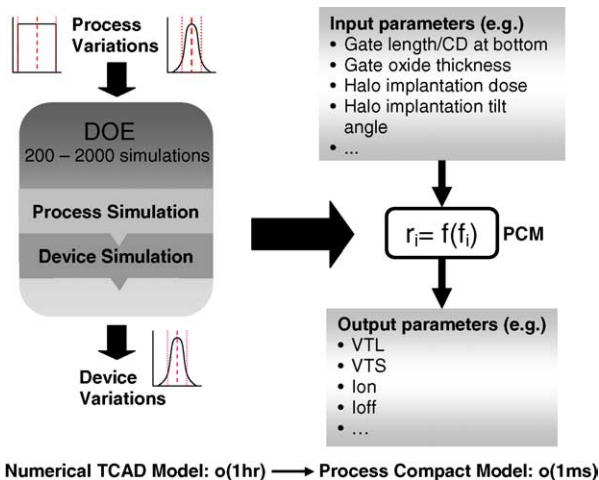 Process
Variations
DOE
200 – 2000 simulations
Process Simulation
Device Simulation
Device
Variations
Input parameters (e.g.)
• Gate length/CD at bottom
• Gate oxide thickness
• Halo implantation dose
• Halo implantation tilt
angle
• ...
rᵢ= f(fᵢ)
PCM
Output parameters (e.g.)
• VTL
• VTS
• Ion
• Ioff
• ...
Numerical TCAD Model: o(1hr) ⟶ Process Compact Model: o(1ms)